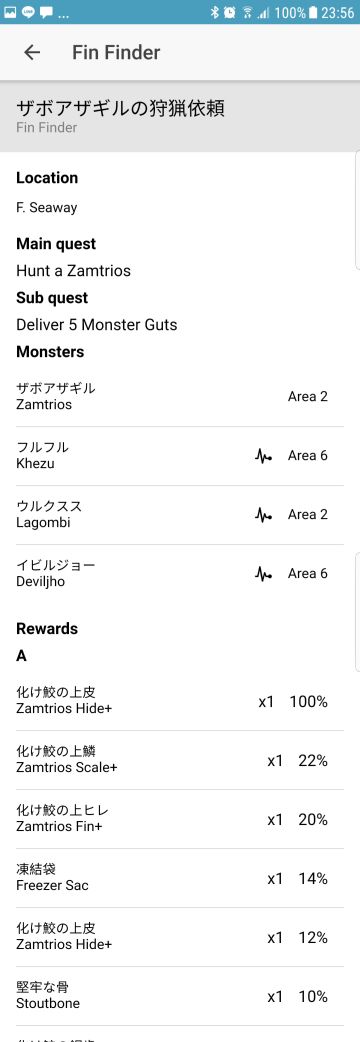 ... 100% 23:56
Fin Finder
ザボアザギルの狩猟依頼
Fin Finder
Location
F. Seaway
Main quest
Hunt a Zamtrios
Sub quest
Deliver 5 Monster Guts
Monsters
ザボアザギル
Zamtrios
Area 2
フルフル
Khezu
Area 6
ウルクスス
Lagombi
Area 2
イビルジョー
Deviljho
Area 6
Rewards
A
化け鮫の上皮
Zamtrios Hide+
x1 100%
化け鮫の上鱗
Zamtrios Scale+
x1 22%
化け鮫の上ヒレ
Zamtrios Fin+
x1 20%
凍結袋
Freezer Sac
x1 14%
化け鮫の上皮
Zamtrios Hide+
x1 12%
堅牢な骨
Stoutbone
x1 10%